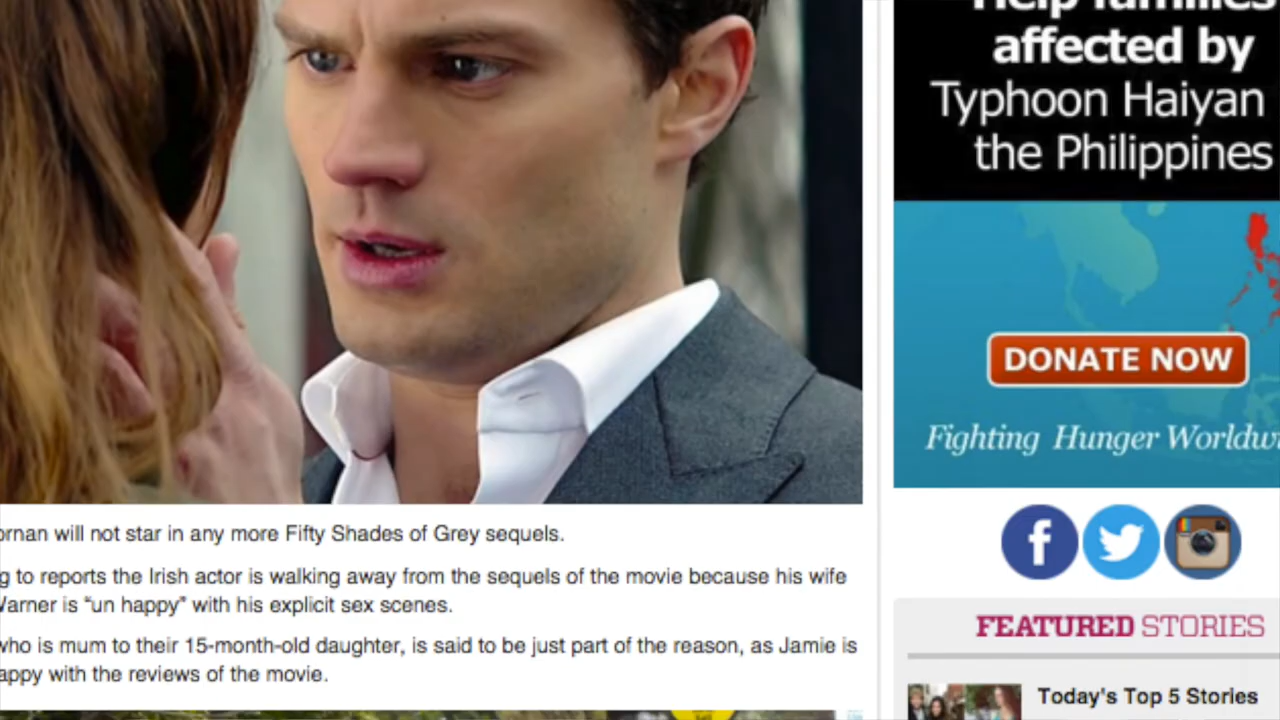 ornan will not star in any more Fifty Shades of Grey sequels.
g to reports the Irish actor is walking away from the sequels of the movie because his wife
Warner is “un happy” with his explicit sex scenes.
who is mum to their 15-month-old daughter, is said to be just part of the reason, as Jamie is
appy with the reviews of the movie.
Help families
affected by
Typhoon Haiyan
the Philippines
DONATE NOW
Fighting Hunger Worldw
FEATURED STORIES
Today's Top 5 Stories